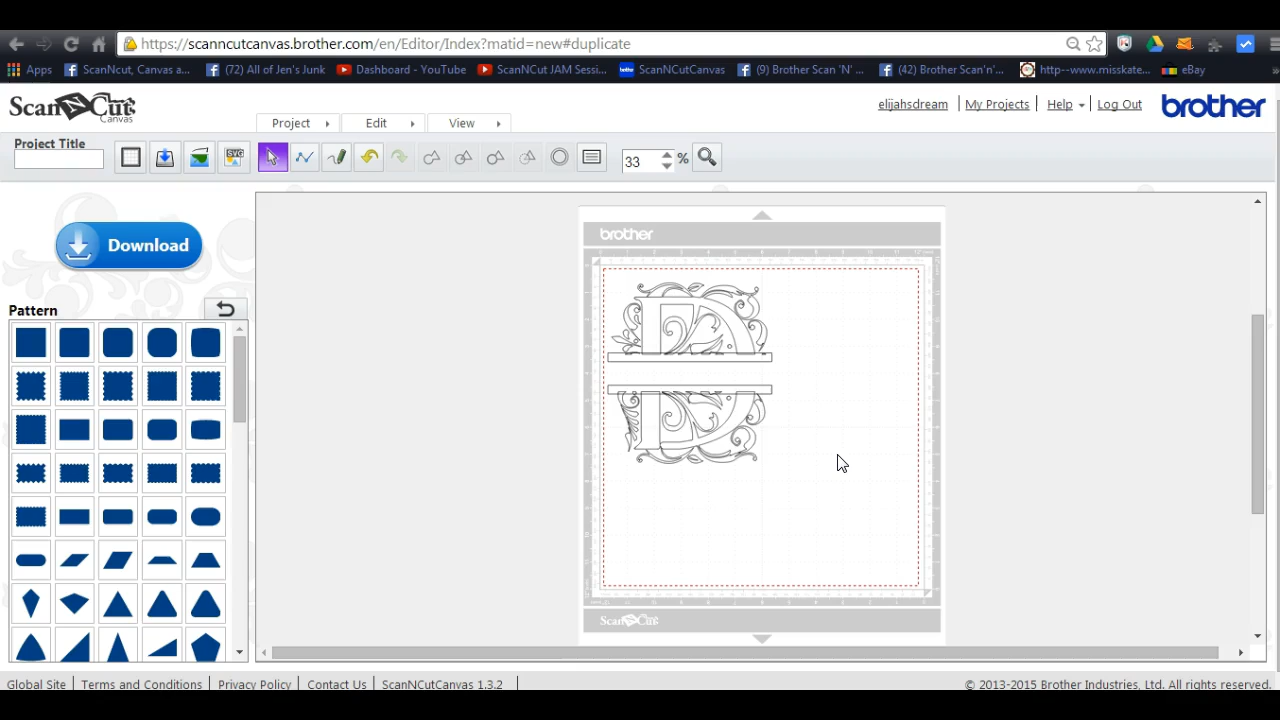 https://scanncutcanvas.brother.com/en/Editor/Index?matid=new#duplicate
Apps
ScanNcut, Canvas a...
(72) All of Jen's Junk
Dashboard - YouTube
ScanNCut JAM Sessi...
ScanNCutCanvas
(9) Brother Scan 'N' ...
(42) Brother Scan'n'...
http--www.misskate...
eBay
»
ScanNCut
Canvas
Project
Edit
View
elijahsdream
My Projects
Help
Log Out
brother
Project Title
SVG
33
%
Download
Pattern
brother
ScanNCut
Global Site
Terms and Conditions
Privacy Policy
Contact Us
ScanNCutCanvas 1.3.2
© 2013-2015 Brother Industries, Ltd. All rights reserved.